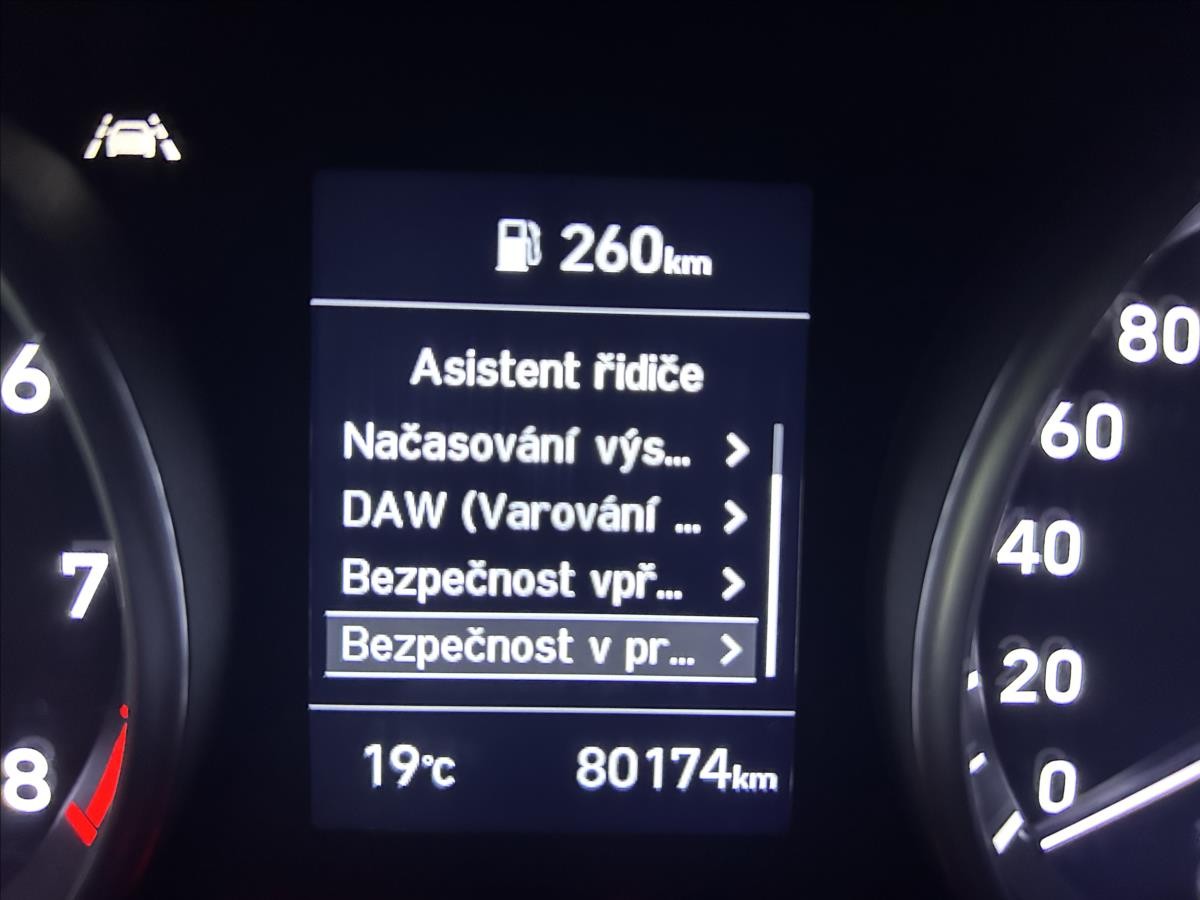 260km
Asistent řidiče
Načasování výs...
DAW (Varování ...
Bezpečnost vpř...
Bezpečnost v pr...
19°C 80174km
6
7
8
80
60
40
20
0